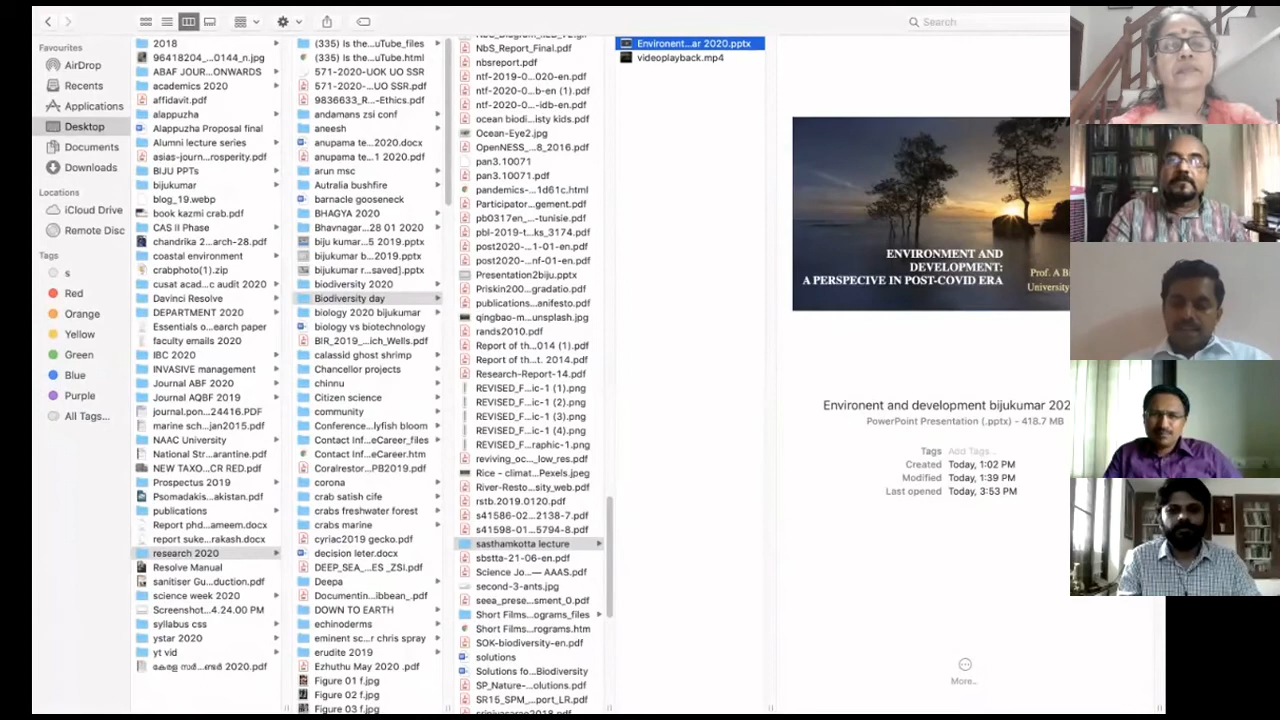 Search
Favourites
AirDrop
Recents
Applications
Desktop
Documents
Downloads
Locations
iCloud Drive
Remote Disc
Tags
s
Red
Orange
Yellow
Green
Blue
Purple
All Tags...
2018
96418204_...0144_n.jpg
ABAF JOUR...ONWARDS
academics 2020
affidavit.pdf
alappuzha
Alappuzha Proposal final
Alumni lecture series
asias-journ...rosperity.pdf
BIJU PPTs
bijukumar
blog_19.webp
book kazmi crab.pdf
CAS II Phase
chandrika 2...arch-28.pdf
coastal environment
crabphoto(1).zip
cusat acad...c audit 2020
Davinci Resolve
DEPARTMENT 2020
Essentials o...earch paper
faculty emails 2020
IBC 2020
INVASIVE management
Journal ABF 2020
Journal AQBF 2019
journal.pon...24416.PDF
marine sch...jan2015.pdf
NAAC University
National Str...arantine.pdf
NEW TAXO...CR RED.pdf
Prospectus 2019
Psomadakis...akistan.pdf
publications
Report phd...ameem.docx
report suke...rakash.docx
research 2020
Resolve Manual
sanitiser Gu...duction.pdf
science week 2020
Screenshot...4.24.00 PM
syllabus css
ystar 2020
yt vid
കേരള സർ...ണ്ടർ 2020.pdf
(335) Is the...uTube_files
(335) Is the...uTube.html
571-2020-UOK UO SSR
571-2020-...UO SSR.pdf
9836633_R...-Ethics.pdf
andamans zsi conf
aneesh
anupama te...2020.docx
anupama te...1 2020.pdf
arun msc
Autralia bushfire
barnacle gooseneck
BHAGYA 2020
Bhavnagar...28 01 2020
biju kumar...5 2019.pptx
bijukumar b...2019.pptx
bijukumar r...saved].pptx
biodiversity 2020
Biodiversity day
biology 2020 bijukumar
biology vs biotechnology
BIR_2019_...ich_Wells.pdf
calassid ghost shrimp
Chancellor projects
chinnu
Citizen science
community
Conference...lyfish bloom
Contact Inf...eCareer_files
Contact Inf...eCareer.htm
Coralrestor...PB2019.pdf
corona
crab satish cife
crabs freshwater forest
crabs marine
cyriac2019 gecko.pdf
decision leter.docx
DEEP_SEA_...ES _ZSI.pdf
Deepa
Documentin...ibbean_.pdf
DOWN TO EARTH
echinoderms
eminent sc...r chris spray
erudite 2019
Ezhuthu May 2020 .pdf
Figure 01 f.jpg
Figure 02 f.jpg
Figure 03 f.jpg
NbS_Report_Final.pdf
nbsreport.pdf
ntf-2019-0...020-en.pdf
ntf-2020-0...b-en (1).pdf
ntf-2020-0...-idb-en.pdf
ocean biodi...isty kids.pdf
Ocean-Eye2.jpg
OpenNESS_...8_2016.pdf
pan3.10071
pan3.10071.pdf
pandemics-...1d61c.html
Participator...gement.pdf
pb0317en_...-tunisie.pdf
pbl-2019-t...ks_3174.pdf
post2020-...1-01-en.pdf
post2020-...nf-01-en.pdf
Presentation2biju.pptx
Priskin200...gradatio.pdf
publications...anifesto.pdf
qingbao-m...unsplash.jpg
rands2010.pdf
Report of th...014 (1).pdf
Report of th...t. 2014.pdf
Research-Report-14.pdf
REVISED_F...ic-1 (1).png
REVISED_F...ic-1 (2).png
REVISED_F...ic-1 (3).png
REVISED_F...ic-1 (4).png
REVISED_F...raphic-1.png
reviving_oc..._low_res.pdf
Rice - climat...Pexels.jpeg
River-Resto...sity_web.pdf
rstb.2019.0120.pdf
s41586-02...2138-7.pdf
s41598-01...5794-8.pdf
sasthamkotta lecture
sbstta-21-06-en.pdf
Science Jo...— AAAS.pdf
second-3-ants.jpg
seea_prese...sment_0.pdf
Short Films...ograms_files
Short Films...rograms.htm
SOK-biodiversity-en.pdf
solutions
Solutions fo...Biodiversity
SP_Nature-...olutions.pdf
SR15_SPM_...port_LR.pdf
Environent...ar 2020.pptx
videoplayback.mp4
ENVIRONMENT AND
DEVELOPMENT:
A PERSPECIVE IN POST-COVID ERA
Prof. A Bi
University
Environent and development bijukumar 202
PowerPoint Presentation (.pptx) - 418.7 MB
Tags Add Tags...
Created Today, 1:02 PM
Modified Today, 1:39 PM
Last opened Today, 3:53 PM
More...